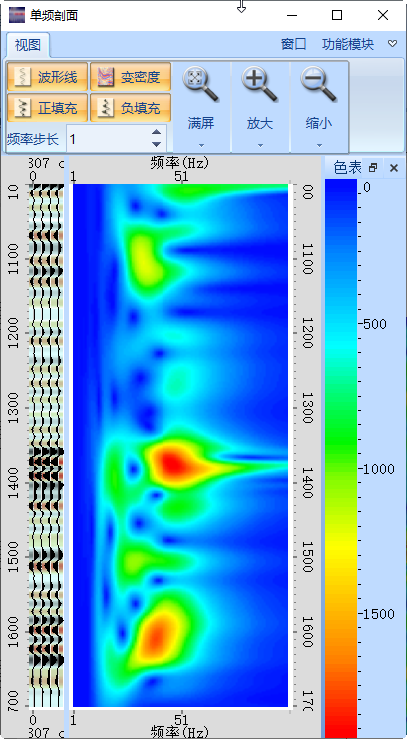 单频剖面
视图 窗口 功能模块
波形线 变密度
正填充 负填充
频率步长 1
满屏 放大 缩小
307 c 频率(Hz) 色表
0 1 51
10 00 0
1100 1100
500
1200 1200
1300 1300
1000
1400 1400
1500 1500
1500
1600 1600
700 170
0 1 51
307 c 频率(Hz)